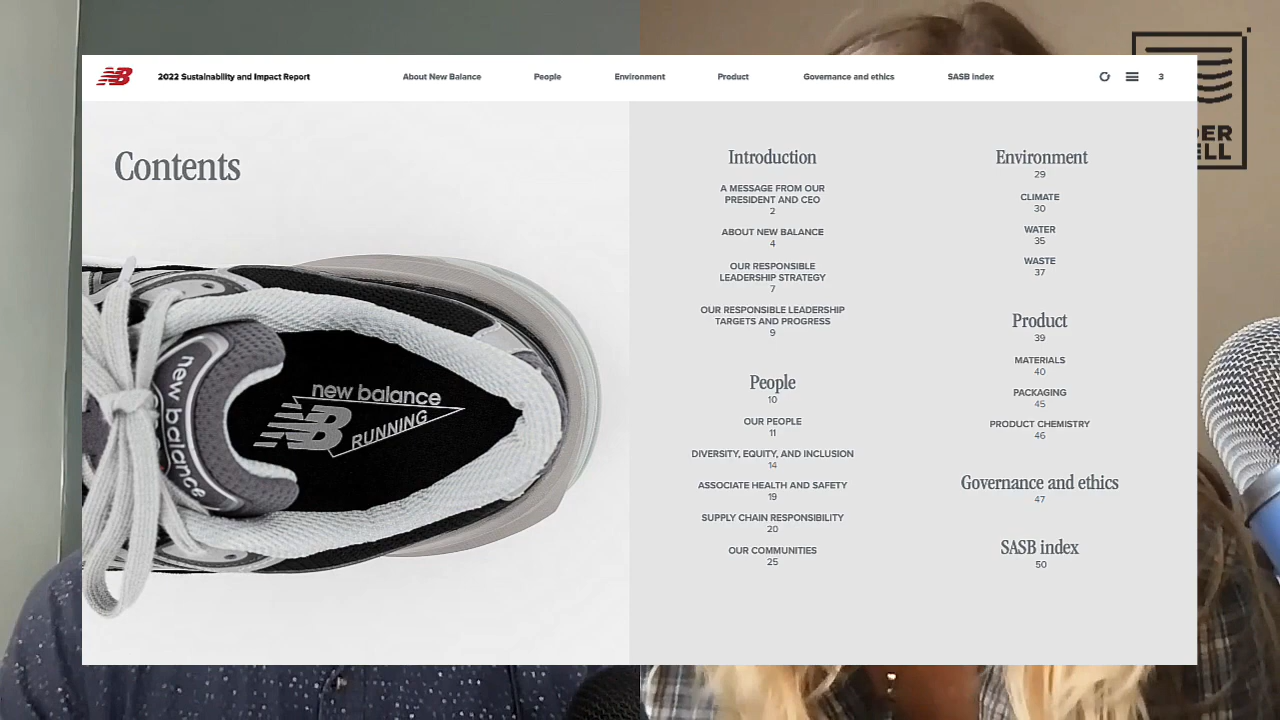 NB
2022 Sustainability and Impact Report
About New Balance
People
Environment
Product
Governance and ethics
SASB index
3
Contents
new balance
new balance
NB
RUNNING
Introduction
A MESSAGE FROM OUR
PRESIDENT AND CEO
2
ABOUT NEW BALANCE
4
OUR RESPONSIBLE
LEADERSHIP STRATEGY
7
OUR RESPONSIBLE LEADERSHIP
TARGETS AND PROGRESS
9
People
10
OUR PEOPLE
11
DIVERSITY, EQUITY, AND INCLUSION
14
ASSOCIATE HEALTH AND SAFETY
19
SUPPLY CHAIN RESPONSIBILITY
20
OUR COMMUNITIES
25
Environment
29
CLIMATE
30
WATER
35
WASTE
37
Product
39
MATERIALS
40
PACKAGING
45
PRODUCT CHEMISTRY
46
Governance and ethics
47
SASB index
50